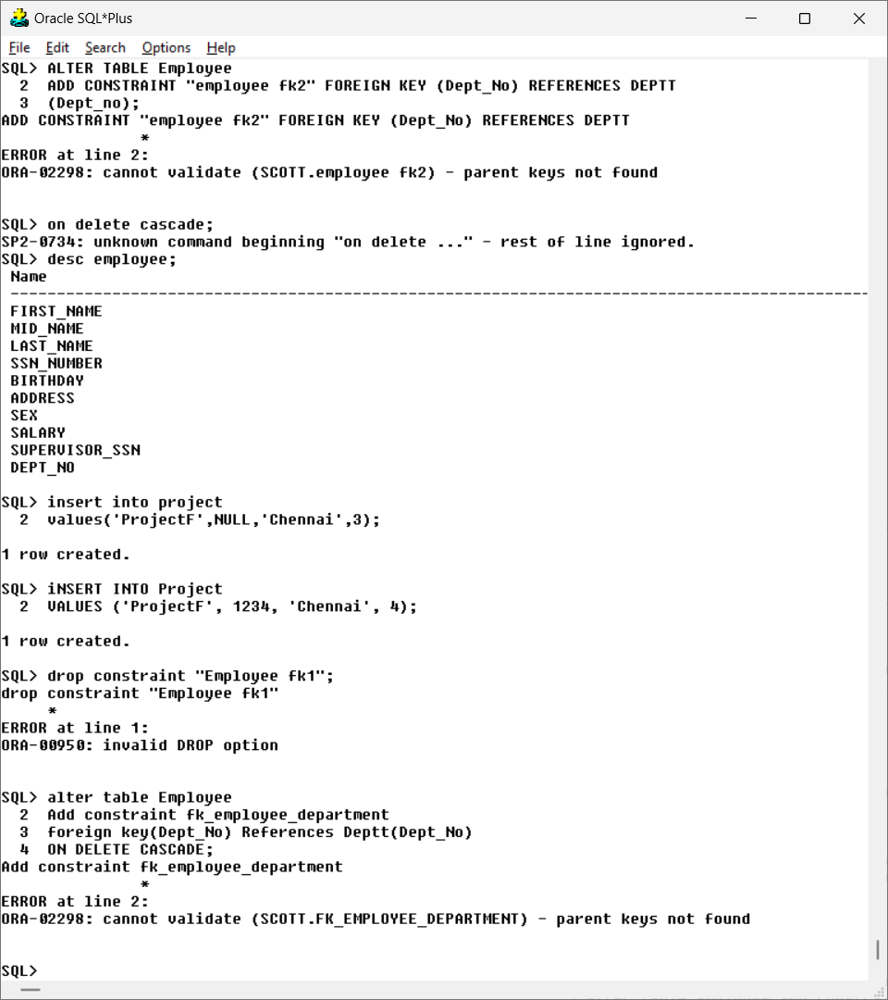 Oracle SQL*Plus
File Edit Search Options Help
SQL> ALTER TABLE Employee
  2  ADD CONSTRAINT "employee fk2" FOREIGN KEY (Dept_No) REFERENCES DEPTT
  3  (Dept_no);
ADD CONSTRAINT "employee fk2" FOREIGN KEY (Dept_No) REFERENCES DEPTT
               *
ERROR at line 2:
ORA-02298: cannot validate (SCOTT.employee fk2) - parent keys not found
SQL> on delete cascade;
SP2-0734: unknown command beginning "on delete ..." - rest of line ignored.
SQL> desc employee;
 Name
 ---------------------------------------------------------------------------------------------
 FIRST_NAME
 MID_NAME
 LAST_NAME
 SSN_NUMBER
 BIRTHDAY
 ADDRESS
 SEX
 SALARY
 SUPERVISOR_SSN
 DEPT_NO
SQL> insert into project
  2  values('ProjectF',NULL,'Chennai',3);
1 row created.
SQL> iNSERT INTO Project
  2  VALUES ('ProjectF', 1234, 'Chennai', 4);
1 row created.
SQL> drop constraint "Employee fk1";
drop constraint "Employee fk1"
     *
ERROR at line 1:
ORA-00950: invalid DROP option
SQL> alter table Employee
  2  Add constraint fk_employee_department
  3  foreign key(Dept_No) References Deptt(Dept_No)
  4  ON DELETE CASCADE;
Add constraint fk_employee_department
               *
ERROR at line 2:
ORA-02298: cannot validate (SCOTT.FK_EMPLOYEE_DEPARTMENT) - parent keys not found
SQL>